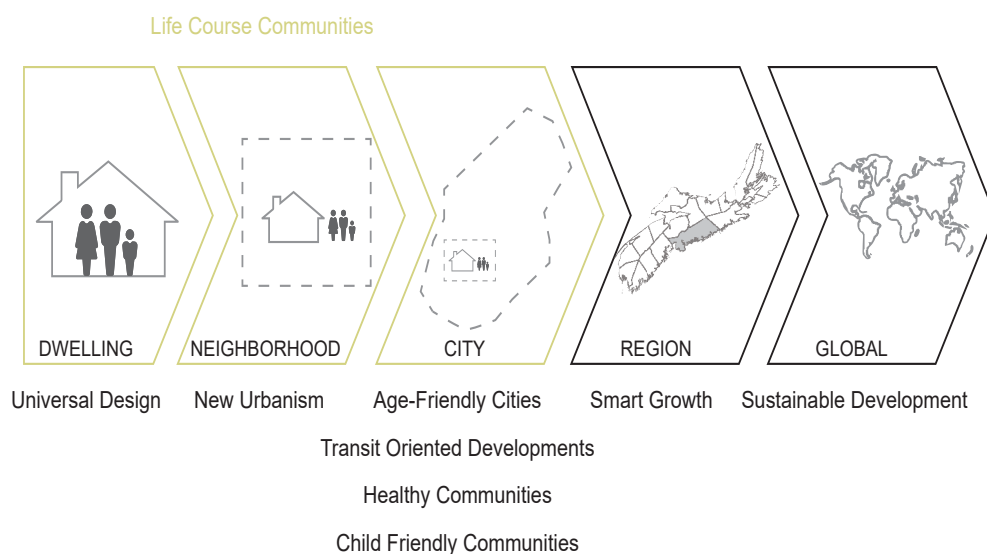 Life Course Communities
DWELLING
NEIGHBORHOOD
CITY
REGION
GLOBAL
Universal Design
New Urbanism
Age-Friendly Cities
Smart Growth
Sustainable Development
Transit Oriented Developments
Healthy Communities
Child Friendly Communities